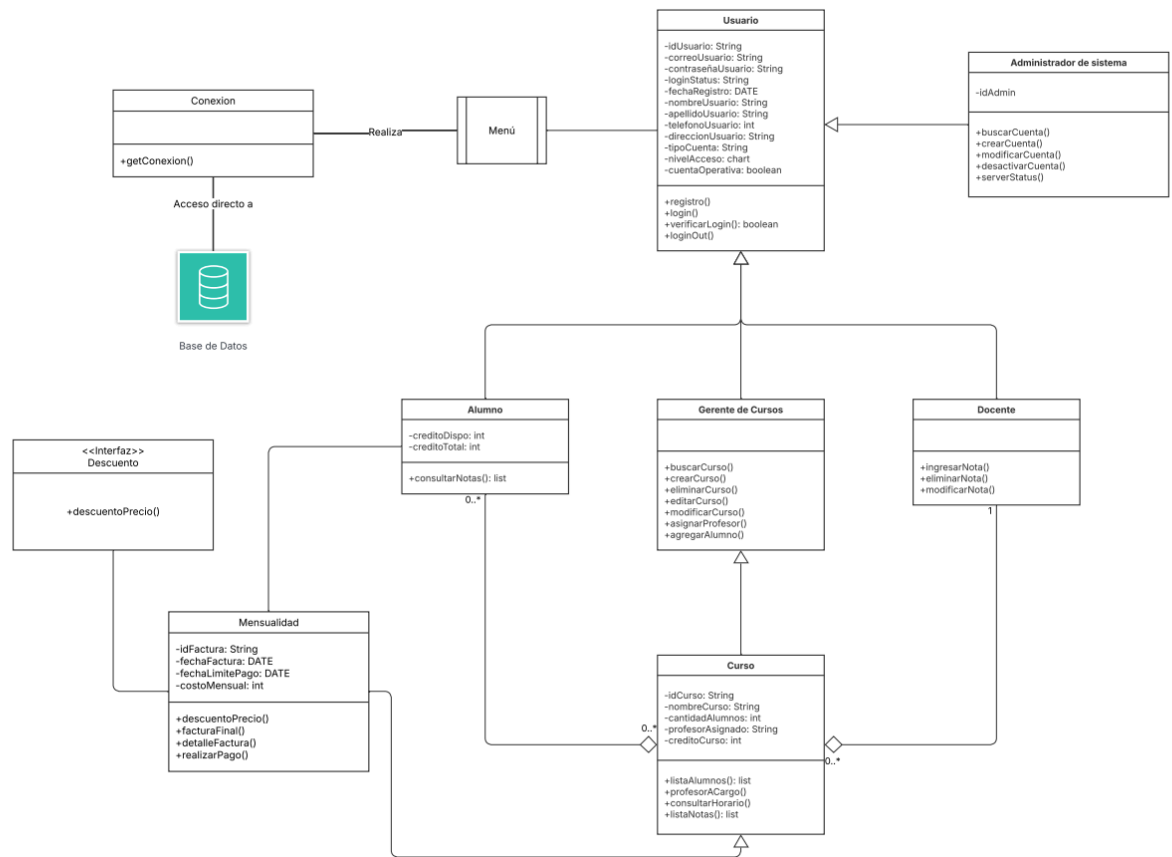 Usuario
-idUsuario: String
-correoUsuario: String
-contraseñaUsuario: String
-loginStatus: String
-fechaRegistro: DATE
-nombreUsuario: String
-apellidoUsuario: String
-telefonoUsuario: int
-direccionUsuario: String
-tipoCuenta: String
-nivelAcceso: chart
-cuentaOperativa: boolean
+registro()
+login()
+verificarLogin(): boolean
+loginOut()
Administrador de sistema
-idAdmin
+buscarCuenta()
+crearCuenta()
+modificarCuenta()
+desactivarCuenta()
+serverStatus()
Conexion
+getConexion()
Realiza
Menú
Acceso directo a
Base de Datos
Alumno
-creditoDispo: int
-creditoTotal: int
+consultarNotas(): list
0..*
Gerente de Cursos
+buscarCurso()
+crearCurso()
+eliminarCurso()
+editarCurso()
+modificarCurso()
+asignarProfesor()
+agregarAlumno()
Docente
+ingresarNota()
+eliminarNota()
+modificarNota()
1
<<Interfaz>>
Descuento
+descuentoPrecio()
Mensualidad
-idFactura: String
-fechaFactura: DATE
-fechaLimitePago: DATE
-costoMensual: int
+descuentoPrecio()
+facturaFinal()
+detalleFactura()
+realizarPago()
Curso
-idCurso: String
-nombreCurso: String
-cantidadAlumnos: int
-profesorAsignado: String
-creditoCurso: int
0..*
0..*
+listaAlumnos(): list
+profesorACargo()
+consultarHorario()
+listaNotas(): list